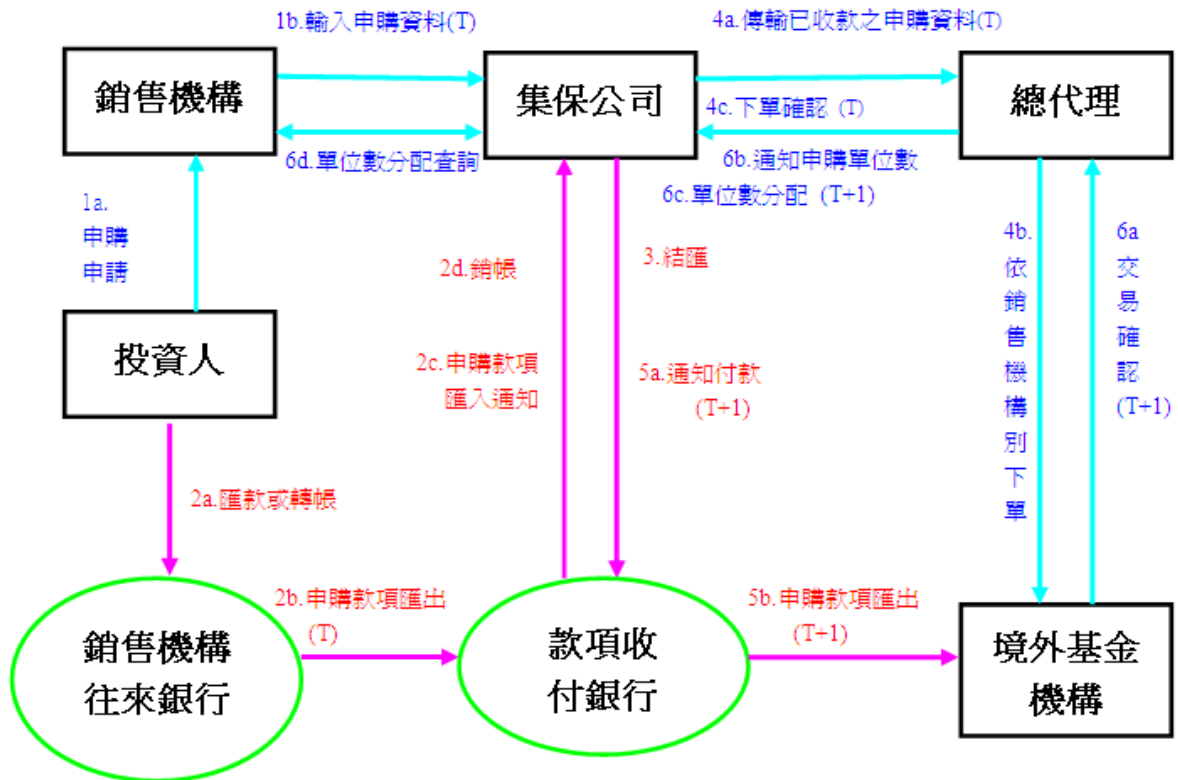 1b.輸入申購資料(T)
4a.傳輸已收款之申購資料(T)
銷售機構
集保公司
總代理
4c.下單確認 (T)
6d.單位數分配查詢
6b.通知申購單位數
6c.單位數分配 (T+1)
1a.
申購
申請
2d.銷帳
3.結匯
4b.
依
銷
售
機
構
別
下
單
6a
交
易
確
認
(T+1)
投資人
2c.申購款項
匯入通知
5a.通知付款
(T+1)
2a.匯款或轉帳
2b.申購款項匯出
(T)
5b.申購款項匯出
(T+1)
銷售機構
往來銀行
款項收
付銀行
境外基金
機構